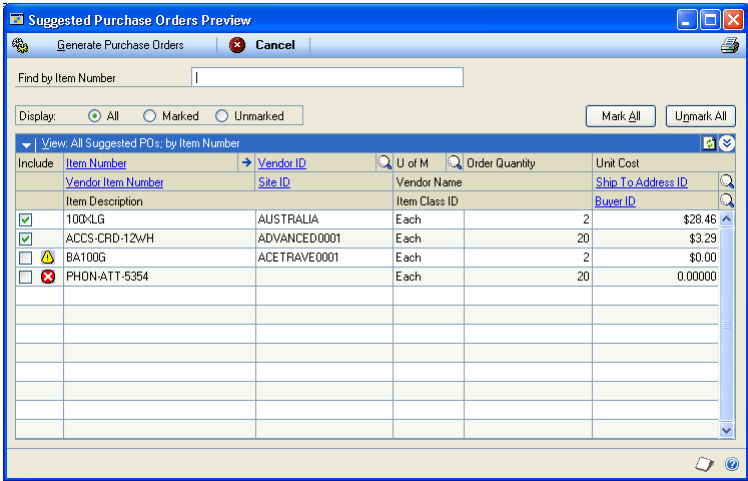 Suggested Purchase Orders Preview
Generate Purchase Orders Cancel
Find by Item Number
Display: All Marked Unmarked Mark All Unmark All
View: All Suggested POs; by Item Number
Include Item Number Vendor ID U of M Order Quantity Unit Cost
Vendor Item Number Site ID Vendor Name Ship To Address ID
Item Description Item Class ID Buyer ID
100XLG AUSTRALIA Each 2 $28.46
ACCS-CRD-12WH ADVANCED0001 Each 20 $3.29
BA100G ACETRAVE0001 Each 2 $0.00
PHON-ATT-5354 Each 20 0.00000